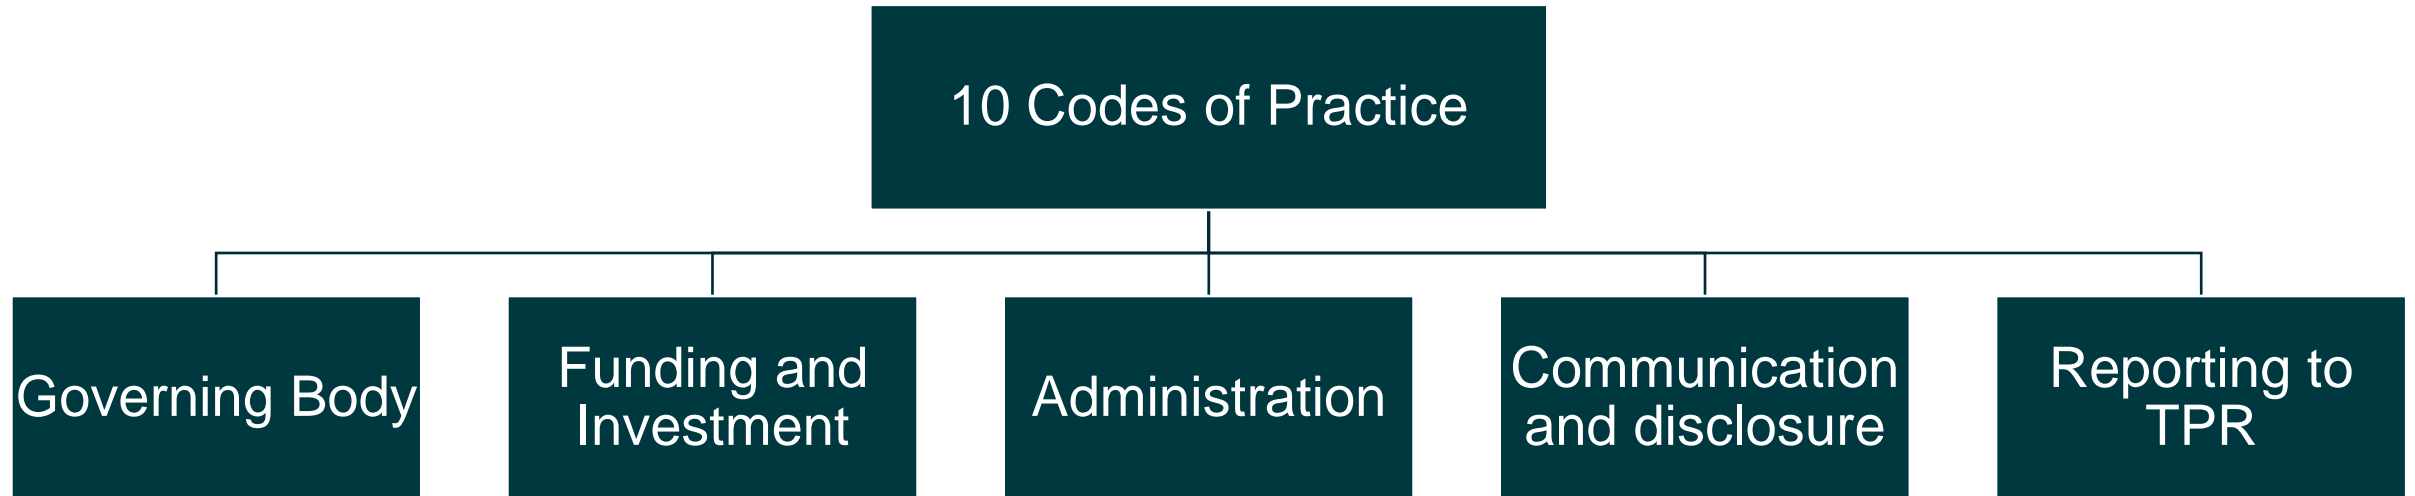 10 Codes of Practice
Governing Body
Funding and
Investment
Administration
Communication
and disclosure
Reporting to
TPR